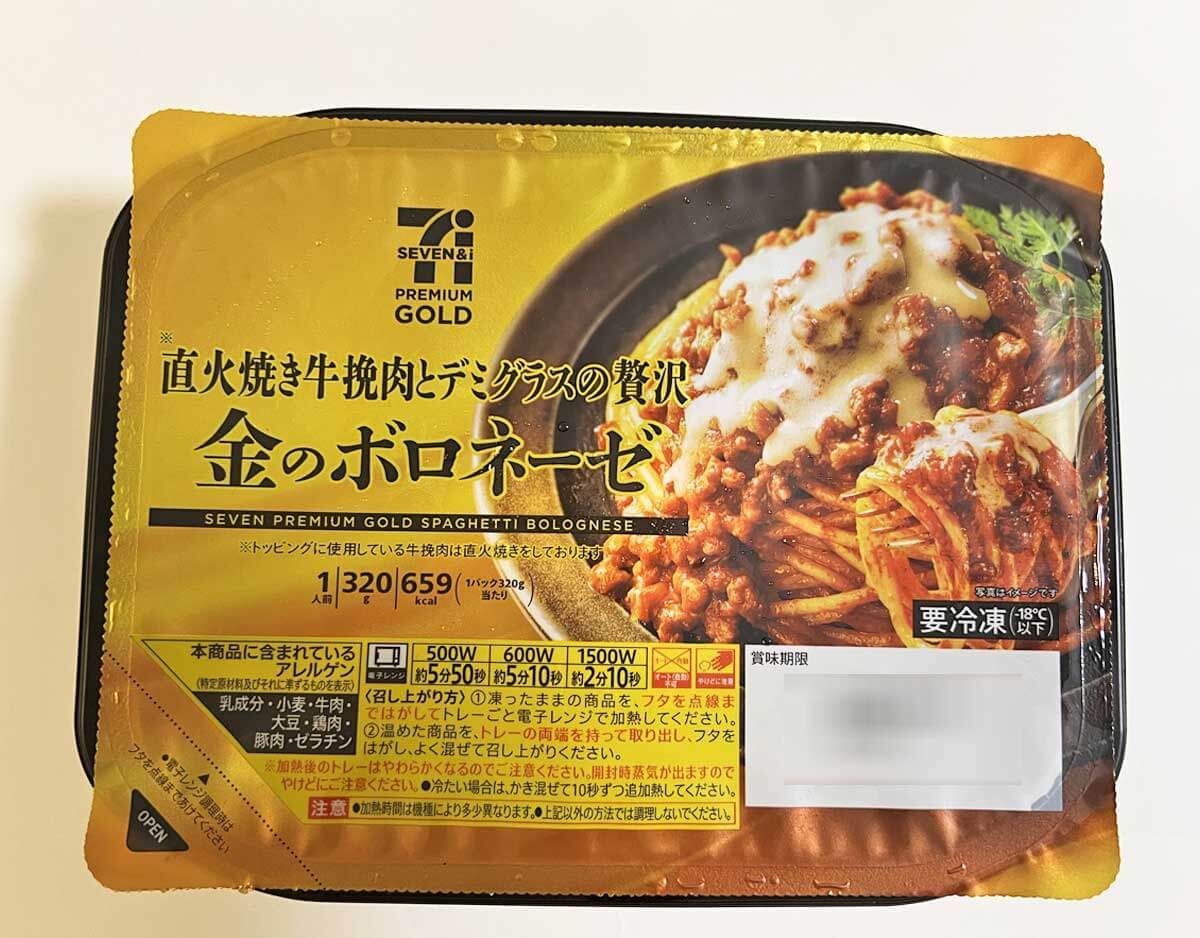 7i
SEVEN&i
PREMIUM
GOLD
※
直火焼き牛挽肉とデミグラスの贅沢
金のボロネーゼ
SEVEN PREMIUM GOLD SPAGHETTI BOLOGNESE
※トッピングに使用している牛挽肉は直火焼きをしております
1人前 320g 659kcal (1パック320g当たり)
写真はイメージです
要冷凍(-18℃以下)
賞味期限
本商品に含まれている
アレルゲン
(特定原材料及びそれに準ずるものを表示)
乳成分・小麦・牛肉・
大豆・鶏肉・
豚肉・ゼラチン
電子レンジ
500W 600W 1500W
約5分50秒 約5分10秒 約2分10秒
オート(自動)不可
やけどに注意
〈召し上がり方〉①凍ったままの商品を、フタを点線ま
ではがしてトレーごと電子レンジで加熱してください。
②温めた商品を、トレーの両端を持って取り出し、フタを
はがし、よく混ぜて召し上がりください。
※加熱後のトレーはやわらかくなるのでご注意ください。開封時蒸気が出ますので
やけどにご注意ください。●冷たい場合は、かき混ぜて10秒ずつ追加加熱してください。
注意 ●加熱時間は機種により多少異なります。●上記以外の方法では調理しないでください。
●電子レンジ調理時は
フタを点線まであけてください
OPEN